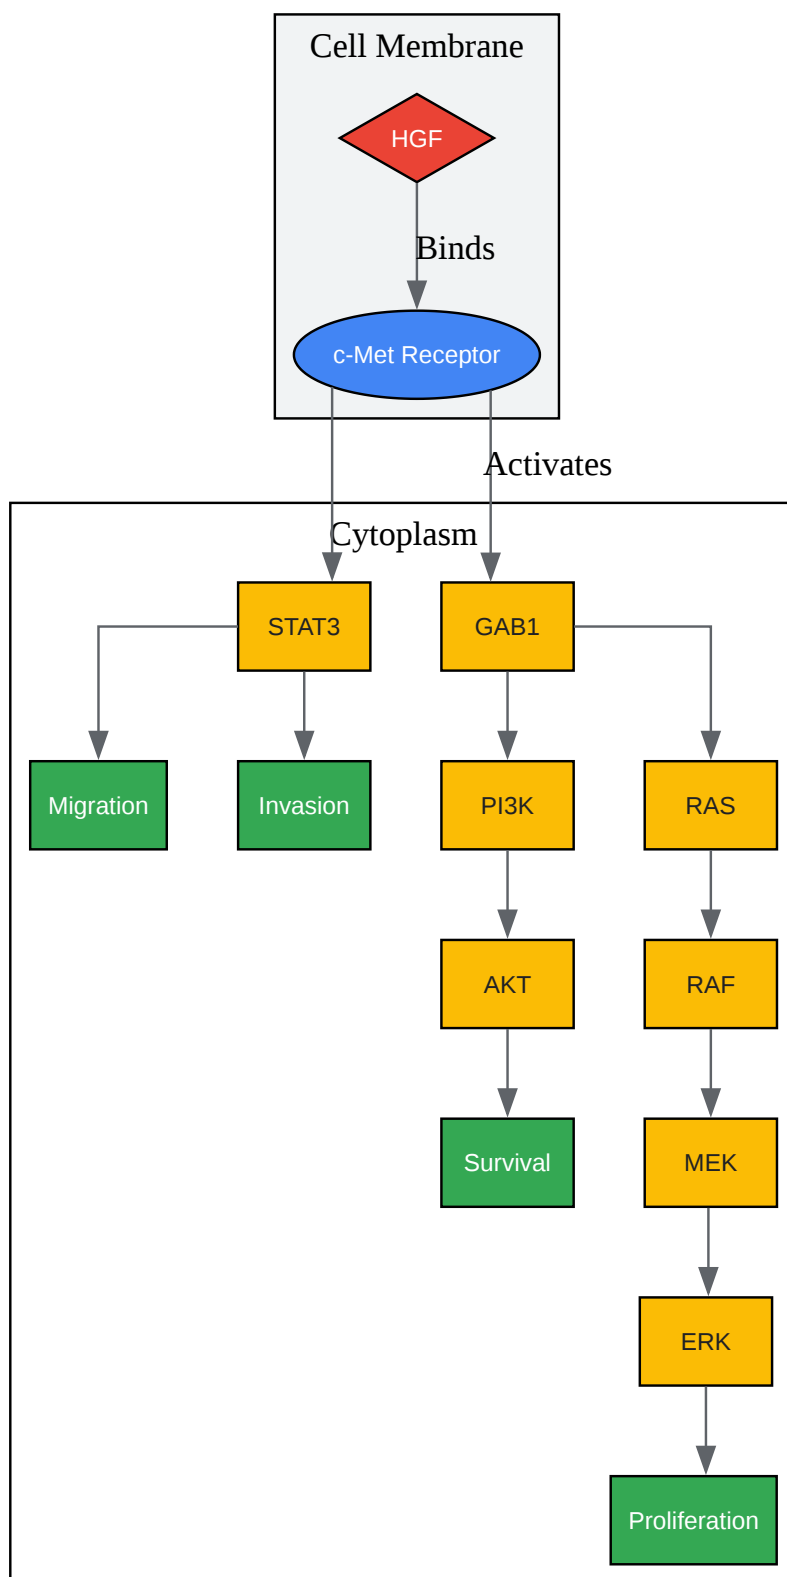 Cell Membrane
HGF
Binds
c-Met Receptor
Activates
Cytoplasm
STAT3
GAB1
Migration
Invasion
PI3K
RAS
AKT
RAF
Survival
MEK
ERK
Proliferation